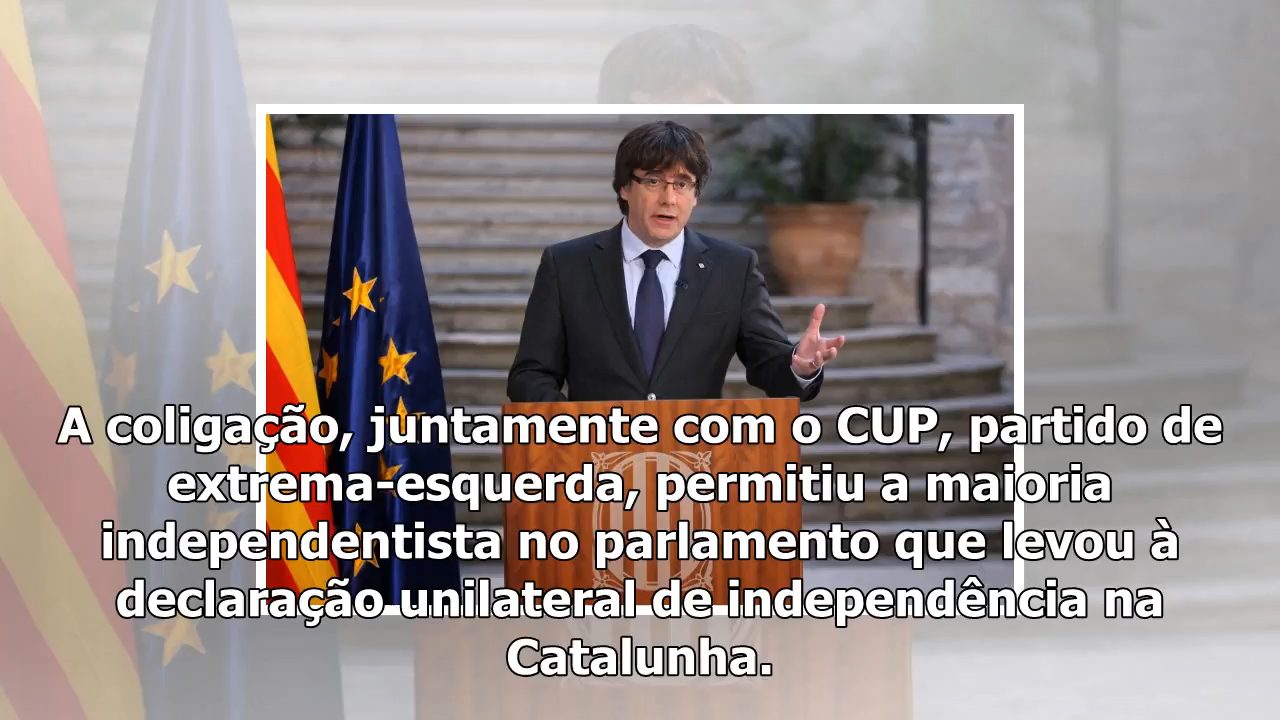 A coligação, juntamente com o CUP, partido de
extrema-esquerda, permitiu a maioria
independentista no parlamento que levou à
declaração unilateral de independência na
Catalunha.